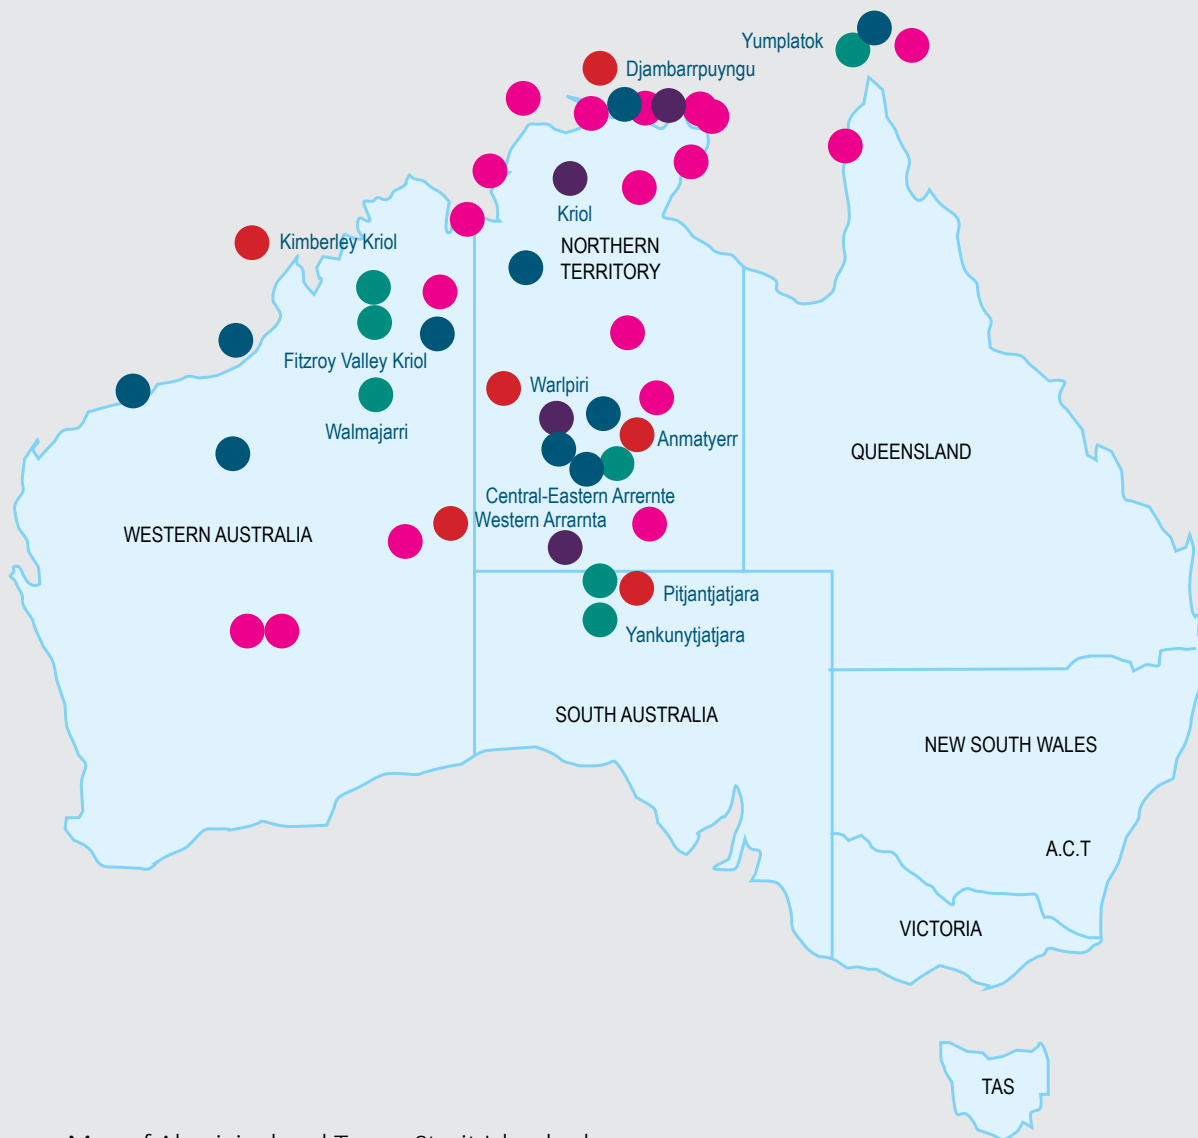 Yumplatok
Djambarrpuyngu
Kriol
Kimberley Kriol
NORTHERN
TERRITORY
Fitzroy Valley Kriol
Warlpiri
Walmajarri
Anmatyerr
QUEENSLAND
Central-Eastern Arrernte
Western Arrarnta
WESTERN AUSTRALIA
Pitjantjatjara
Yankunytjatjara
SOUTH AUSTRALIA
NEW SOUTH WALES
A.C.T
VICTORIA
TAS